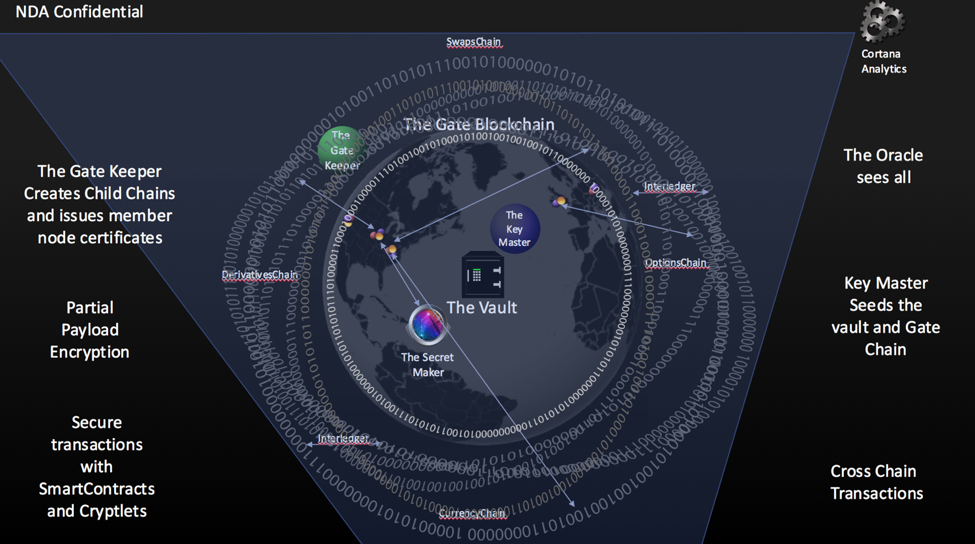 NDA Confidential
Cortana
Analytics
SwapsChain
The Gate Blockchain
The
Gate
Keeper
The Gate Keeper
Creates Child Chains
and issues member
node certificates
The Oracle
sees all
Interledger
The
Key
Master
DerivativesChain
OptionsChain
The Vault
Partial
Payload
Encryption
Key Master
Seeds the
vault and Gate
Chain
The Secret
Maker
Secure
transactions
with
SmartContracts
and Cryptlets
Interledger
Cross Chain
Transactions
CurrencyChain